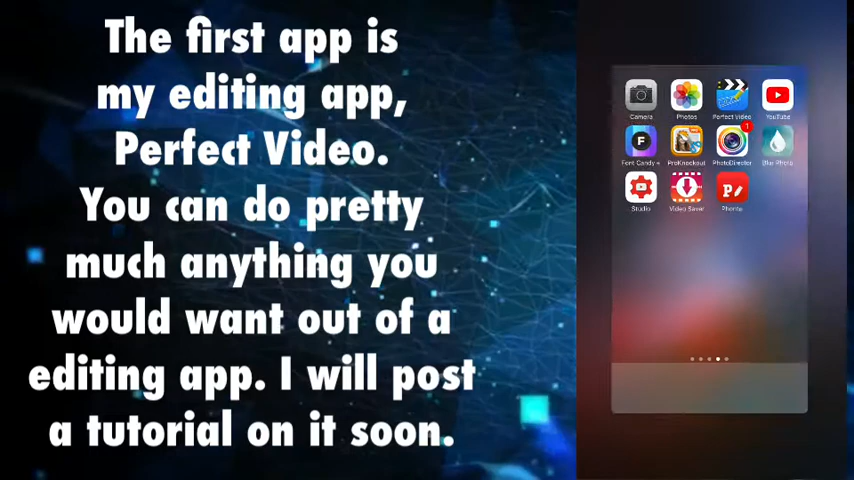 The first app is
my editing app,
Perfect Video.
You can do pretty
much anything you
would want out of a
editing app. I will post
a tutorial on it soon.
Camera Photos Perfect Video YouTube
1
Font Candy+ ProKnockout PhotoDirector Blur Photo
Studio Video Saver Phonto